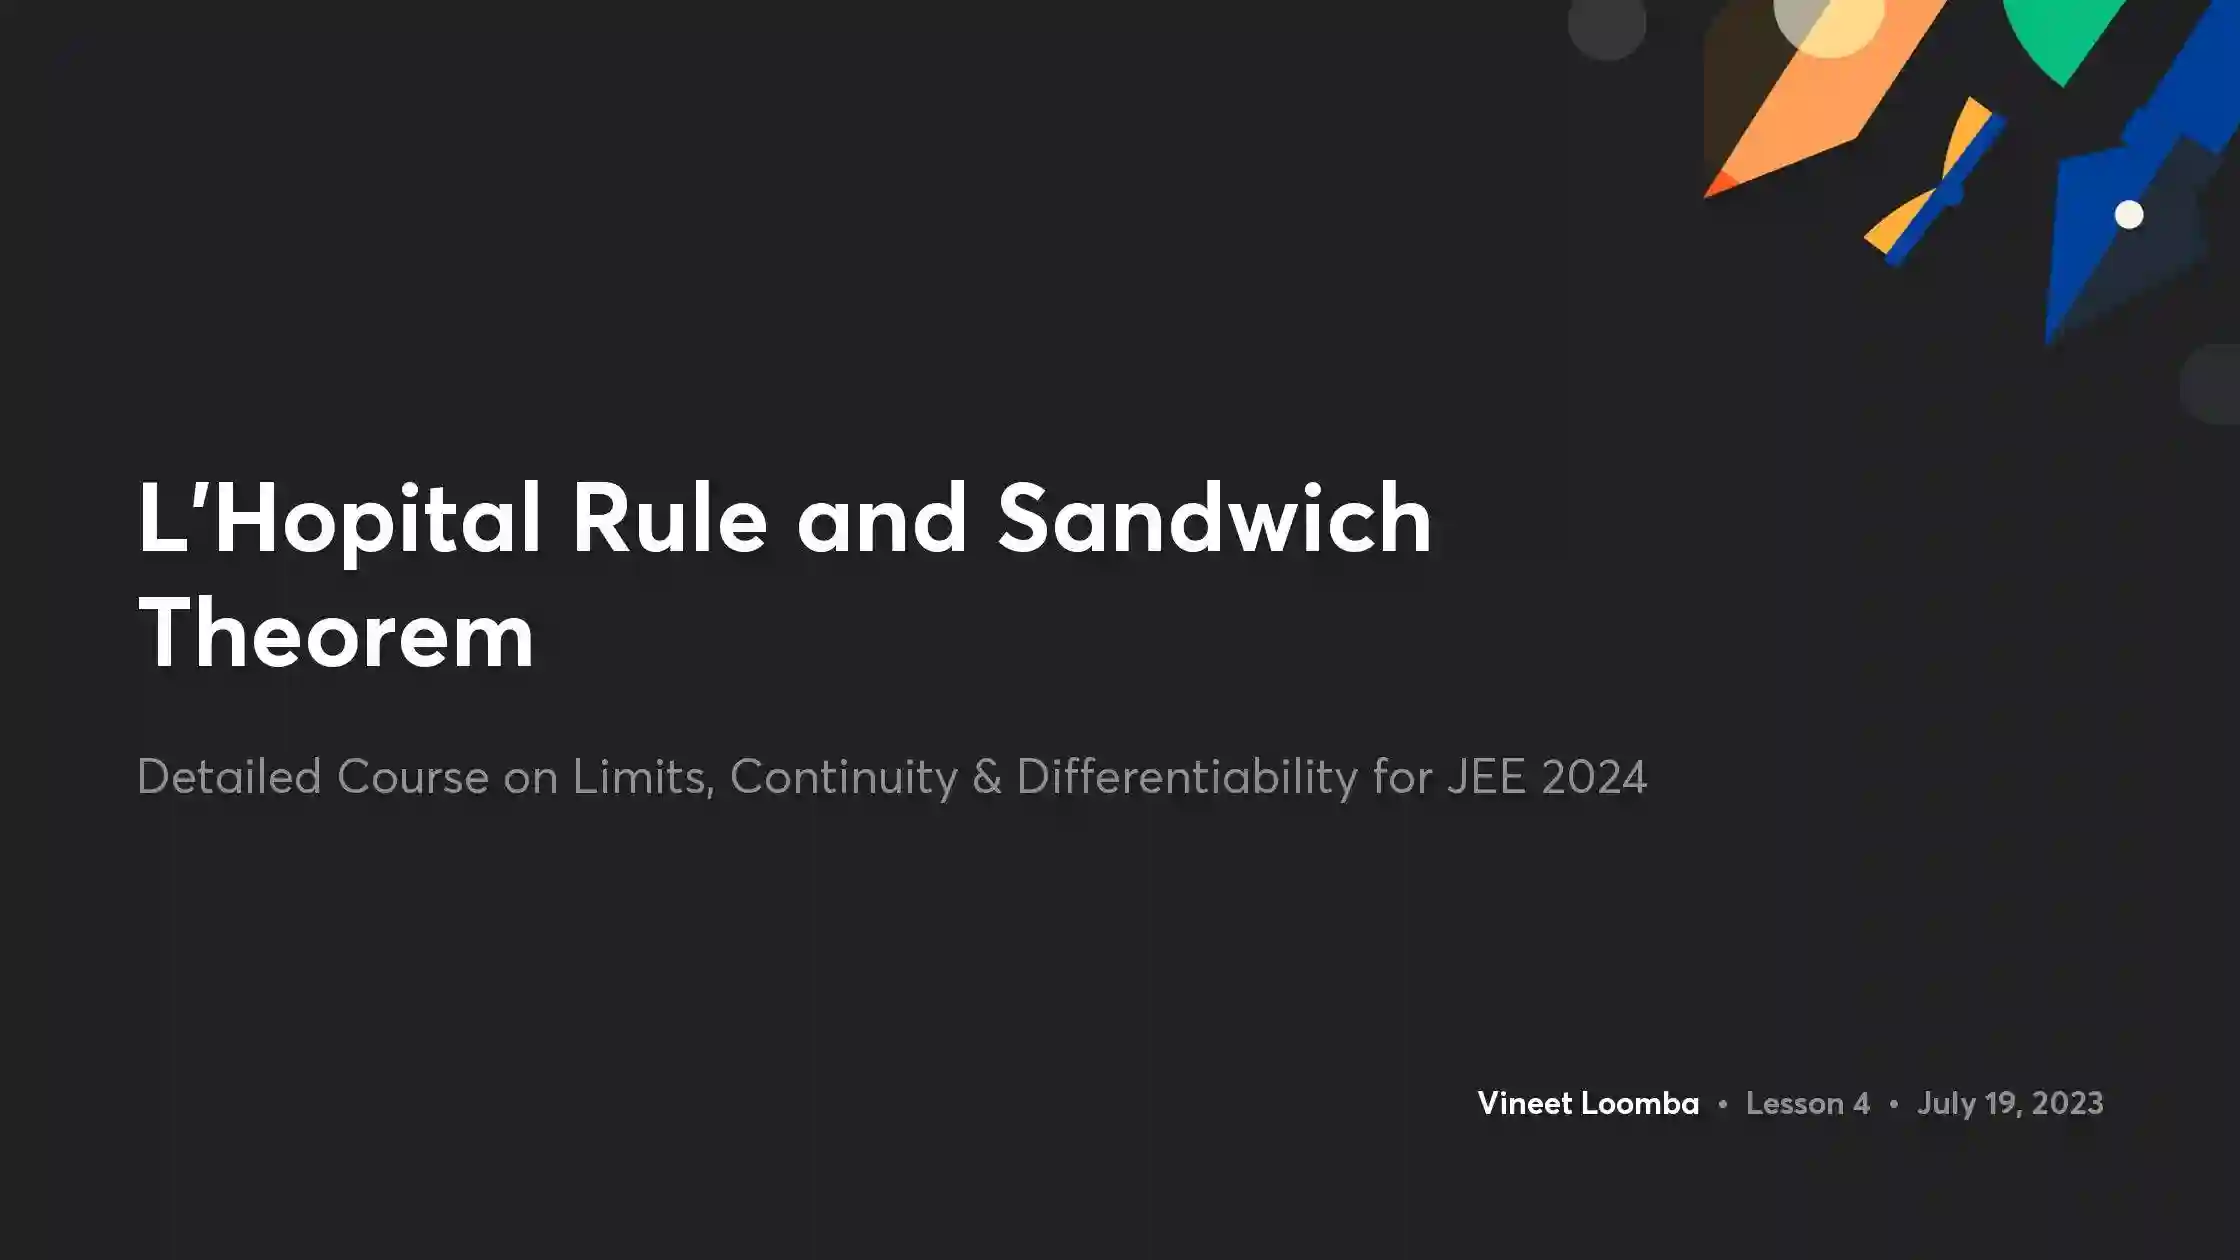 L'Hopital Rule and Sandwich
Theorem
Detailed Course on Limits, Continuity & Differentiability for JEE 2024
Vineet Loomba • Lesson 4 • July 19, 2023